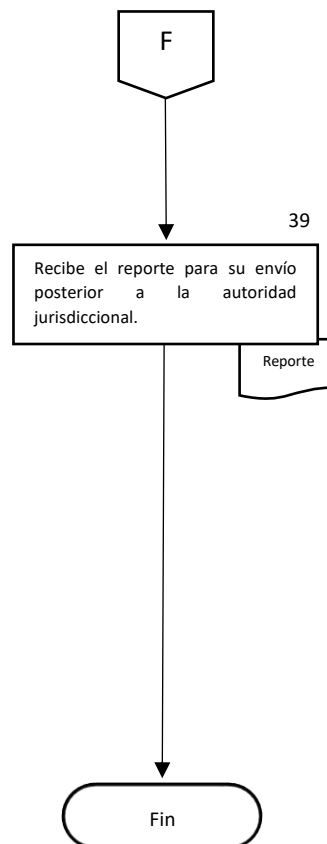 F
39
Recibe el reporte para su envío
posterior a la autoridad
jurisdiccional.
Reporte
Fin